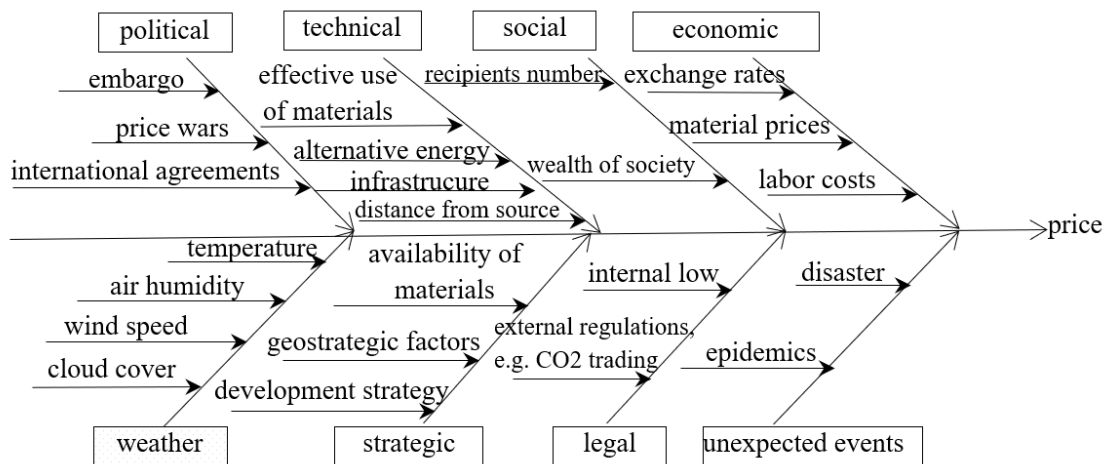 political
technical
social
economic
embargo
price wars
international agreements
effective use
of materials
alternative energy
infrastrucure
distance from source
recipients number
wealth of society
exchange rates
material prices
labor costs
price
temperature
air humidity
wind speed
cloud cover
availability of
materials
geostrategic factors
development strategy
internal low
external regulations,
e.g. CO2 trading
disaster
epidemics
weather
strategic
legal
unexpected events